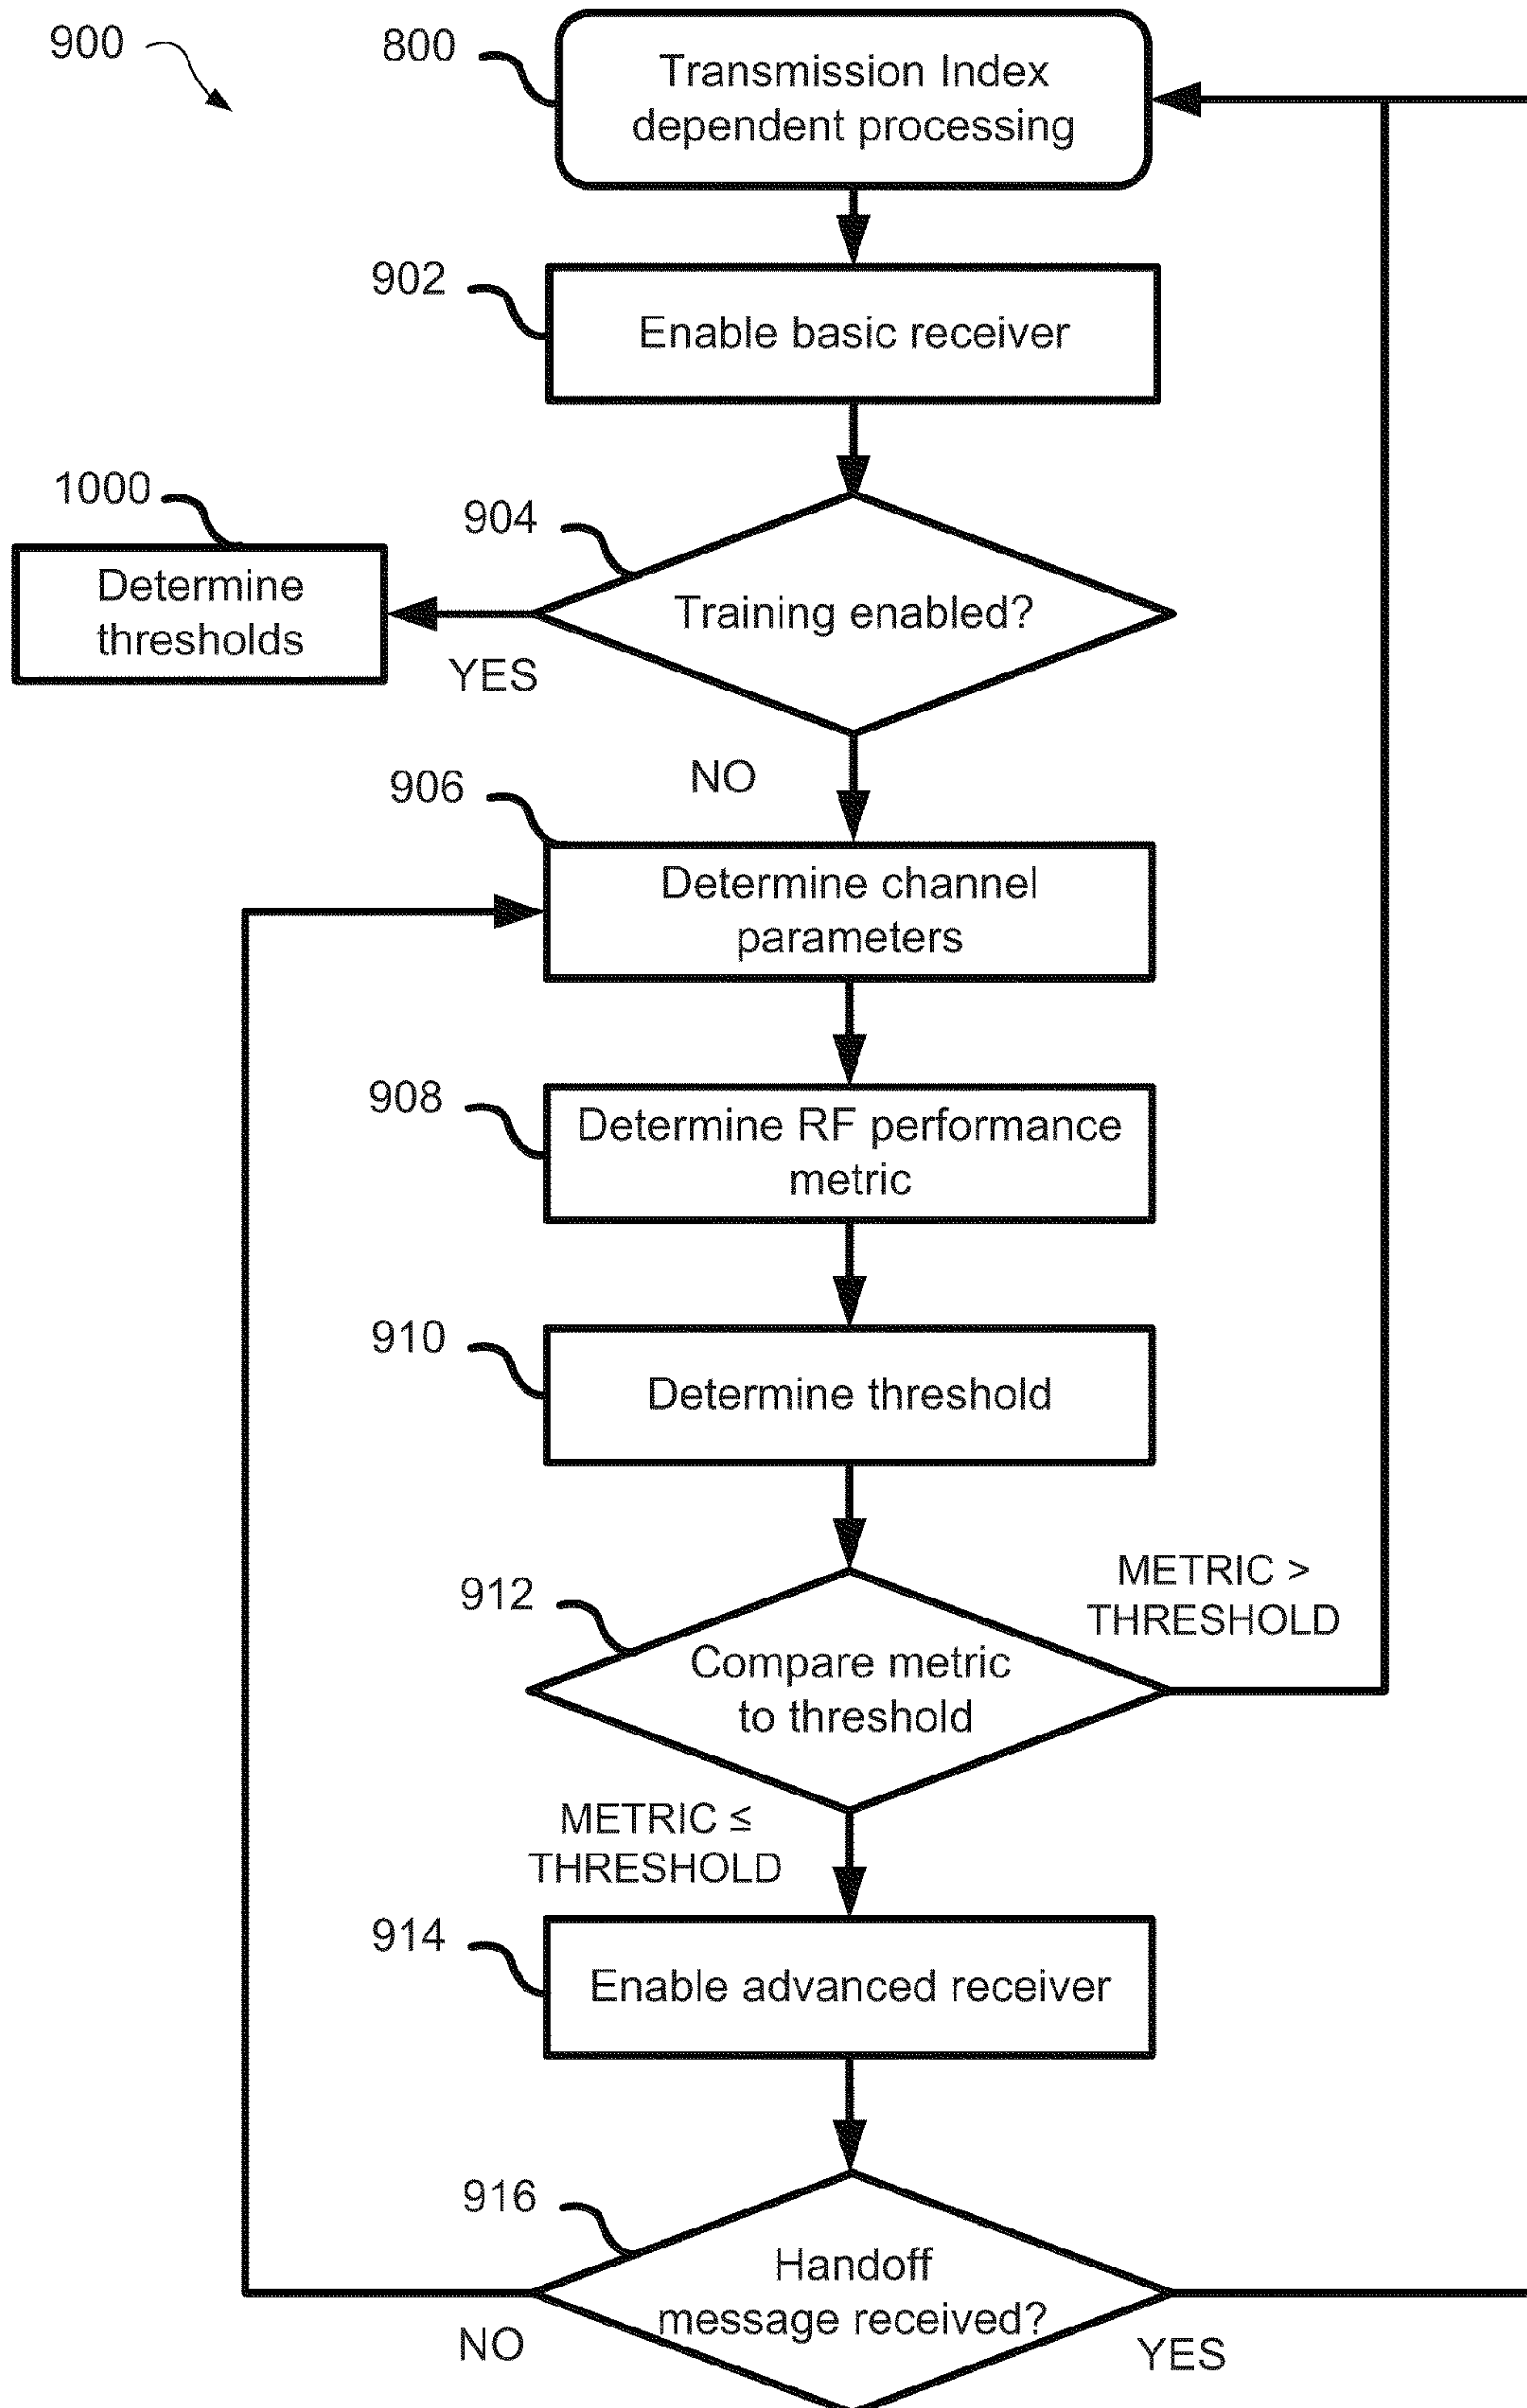 900
800
Transmission Index
dependent processing
902
Enable basic receiver
1000
Determine
thresholds
904
Training enabled?
YES
NO
906
Determine channel
parameters
908
Determine RF performance
metric
910
Determine threshold
METRIC >
THRESHOLD
912
Compare metric
to threshold
METRIC ≤
THRESHOLD
914
Enable advanced receiver
916
Handoff
message received?
NO
YES